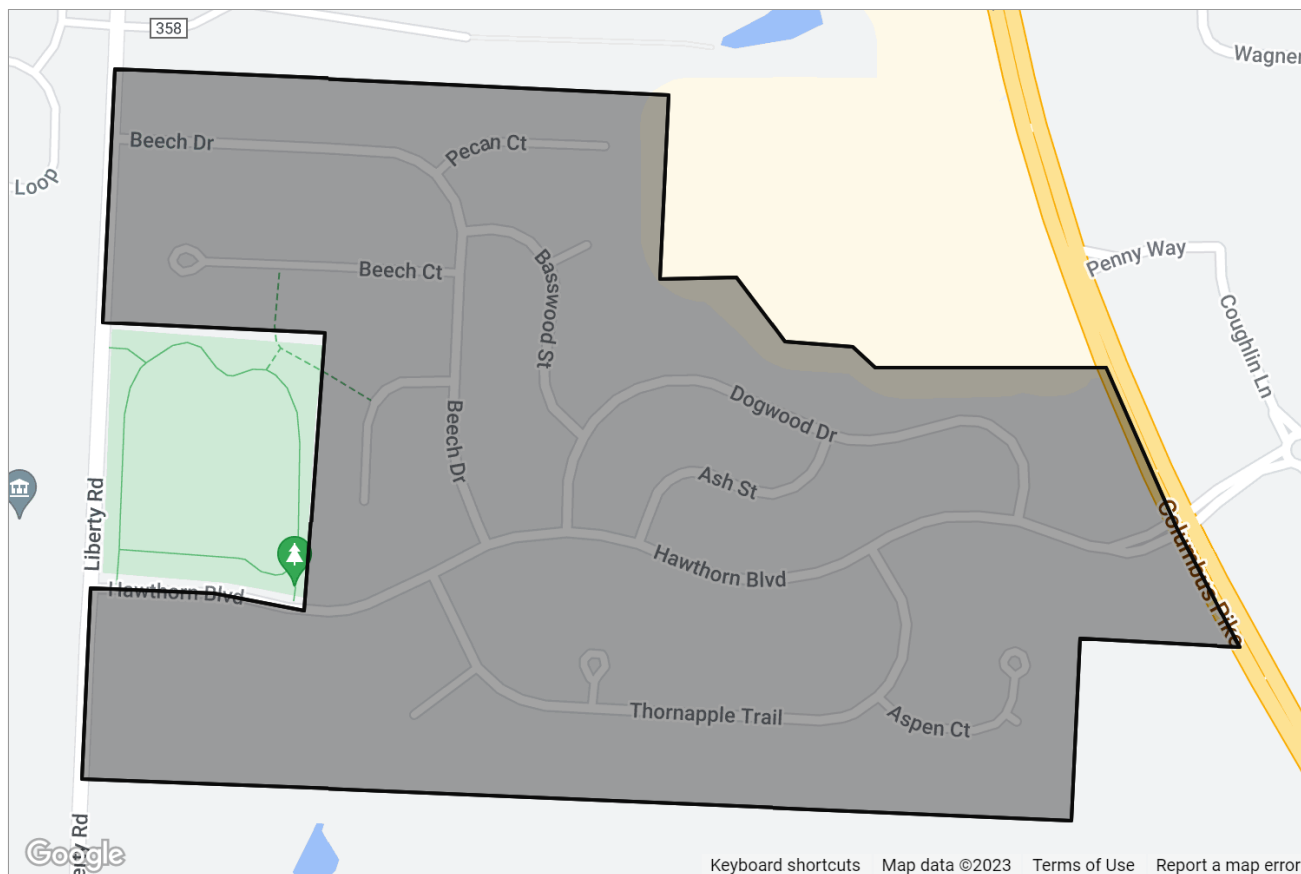 358
Wagner
Beech Dr
Pecan Ct
Loop
Penny Way
Beech Ct
Basswood St
Coughlin Ln
Dogwood Dr
Beech Dr
Ash St
Liberty Rd
Columbus Pike
Hawthorn Blvd
Hawthorn Blvd
Thornapple Trail
Aspen Ct
erty Rd
Google
Keyboard shortcuts Map data ©2023 Terms of Use Report a map error